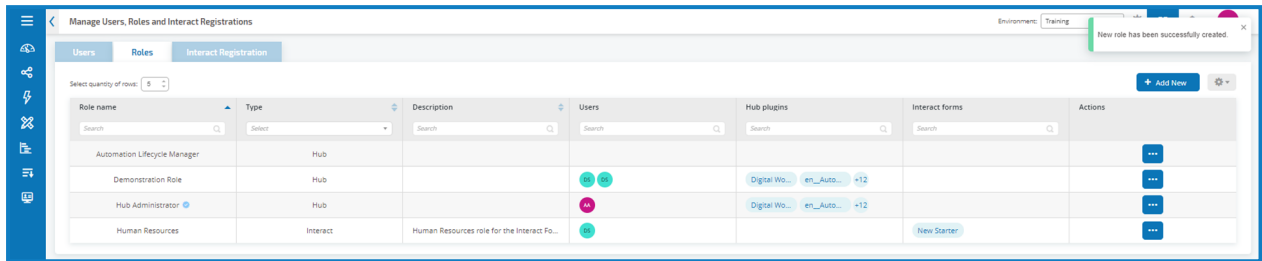 Manage Users, Roles and Interact Registrations
Environment: Training
New role has been successfully created.
Users Roles Interact Registration
Select quantity of rows: 5
+ Add New
Role name Type Description Users Hub plugins Interact forms Actions
Search Select Search Search Search Search
Automation Lifecycle Manager Hub
Demonstration Role Hub DS DS Digital Wo... en__Auto... +12
Hub Administrator Hub AA Digital Wo... en__Auto... +12
Human Resources Interact Human Resources role for the Interact Fo... DS New Starter